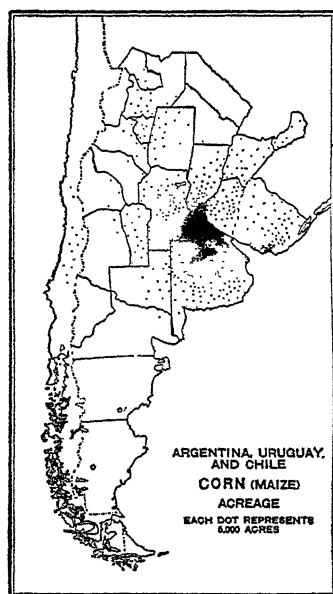 ARGENTINA, URUGUAY,
AND CHILE
CORN (MAIZE)
ACREAGE
EACH DOT REPRESENTS
5,000 ACRES